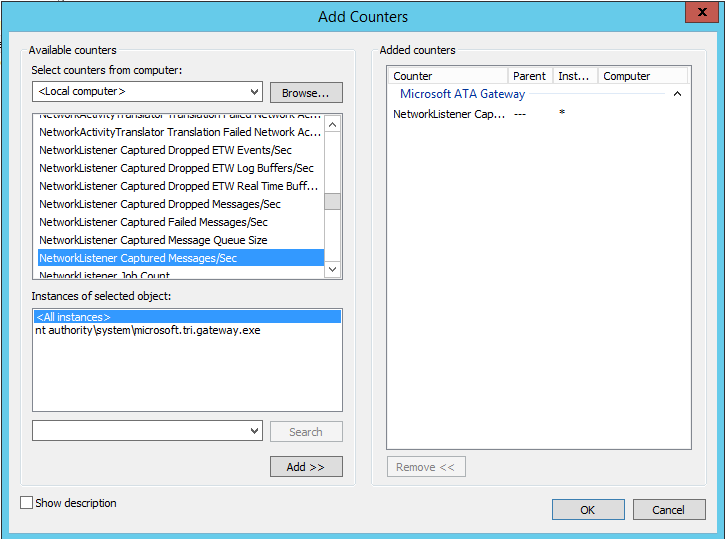 Add Counters
x
Available counters
Select counters from computer:
<Local computer>
Browse...
NetworkActivityTranslator Translation Failed Network Ac...
NetworkListener Captured Dropped ETW Events/Sec
NetworkListener Captured Dropped ETW Log Buffers/Sec
NetworkListener Captured Dropped ETW Real Time Buff...
NetworkListener Captured Dropped Messages/Sec
NetworkListener Captured Failed Messages/Sec
NetworkListener Captured Message Queue Size
NetworkListener Captured Messages/Sec
NetworkListener Job Count
Instances of selected object:
<All instances>
nt authority\system\microsoft.tri.gateway.exe
Search
Add >>
Show description
Added counters
Counter Parent Inst... Computer
Microsoft ATA Gateway
NetworkListener Cap... --- *
Remove <<
OK
Cancel